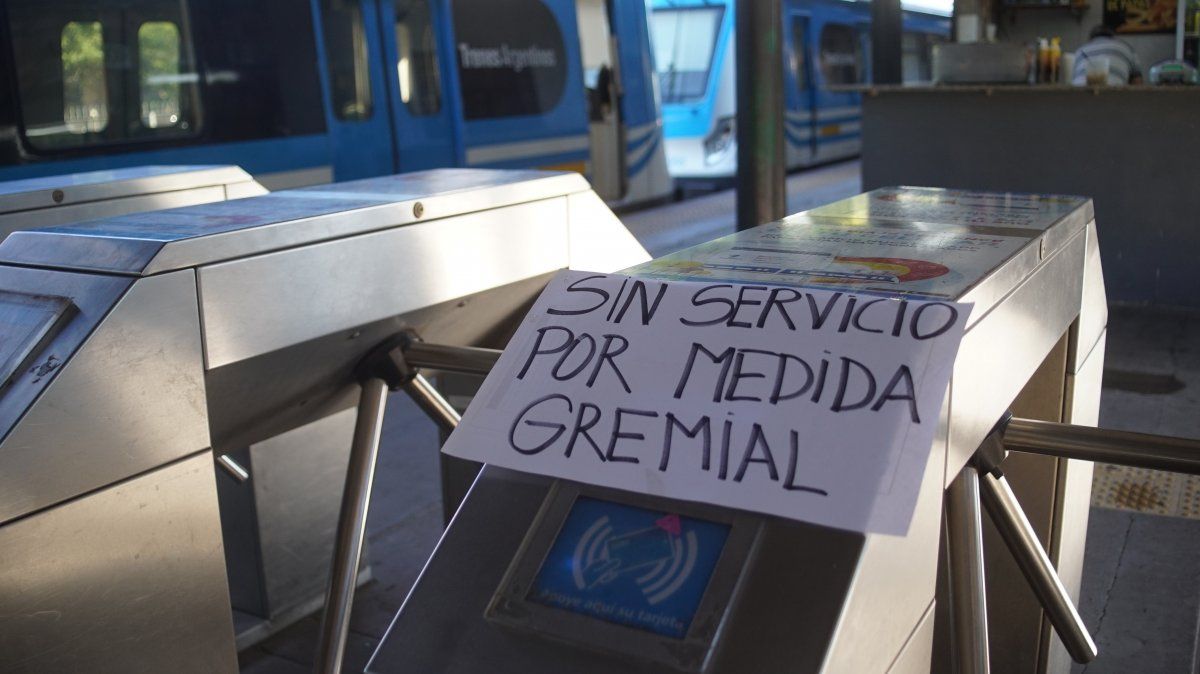 Trenes Argentinos
SIN SERVICIO
POR MEDIDA
GREMIAL
apoye aquí su tarjeta